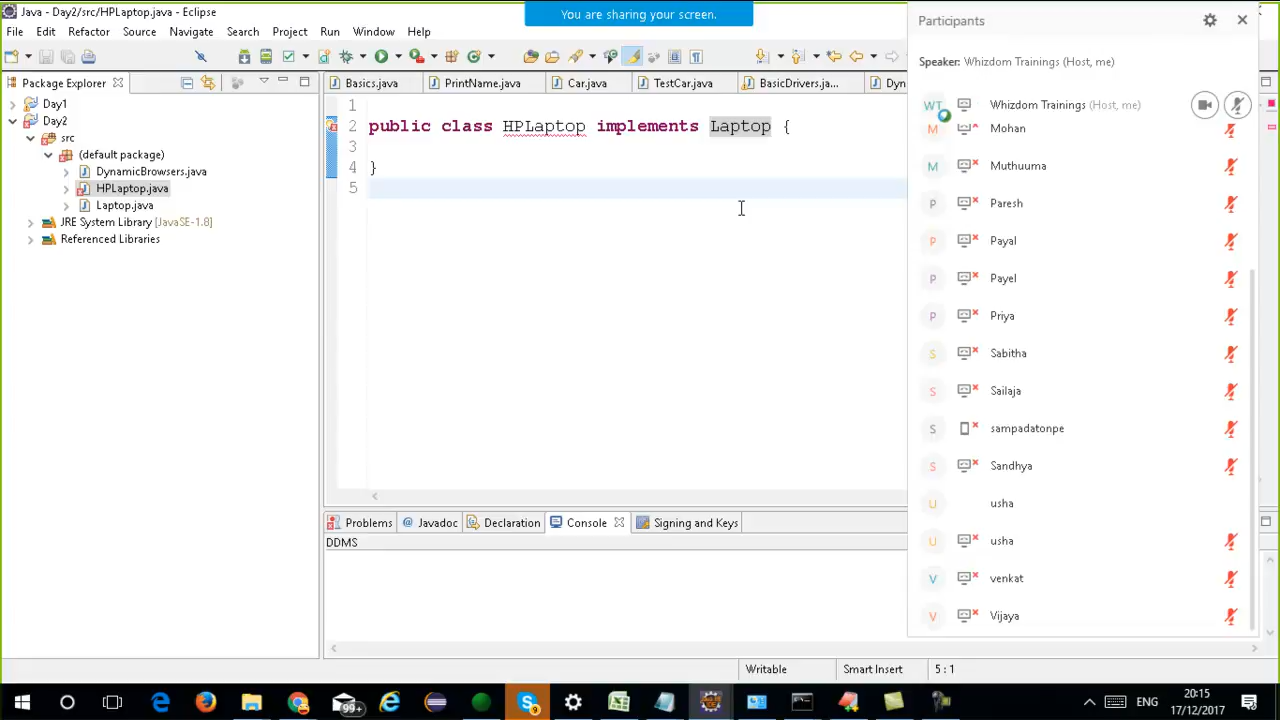 Java - Day2/src/HPLaptop.java - Eclipse
You are sharing your screen.
File Edit Refactor Source Navigate Search Project Run Window Help
Package Explorer
Day1
Day2
src
(default package)
DynamicBrowsers.java
HPLaptop.java
Laptop.java
JRE System Library [JavaSE-1.8]
Referenced Libraries
Basics.java PrintName.java Car.java TestCar.java BasicDrivers.ja... Dyn
1
2 public class HPLaptop implements Laptop {
3
4 }
5
Problems @ Javadoc Declaration Console Signing and Keys
DDMS
Writable Smart Insert 5 : 1
Participants
Speaker: Whizdom Trainings (Host, me)
WT Whizdom Trainings (Host, me)
M Mohan
M Muthuuma
P Paresh
P Payal
P Payel
P Priya
S Sabitha
S Sailaja
S sampadatonpe
S Sandhya
U usha
U usha
V venkat
V Vijaya
99+
S 9
ENG
20:15
17/12/2017